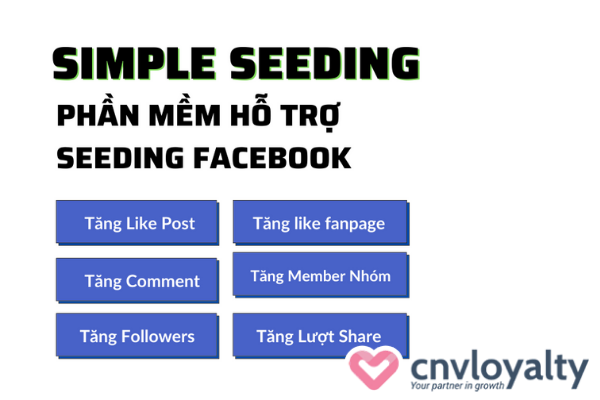 SIMPLE SEEDING
PHẦN MỀM HỖ TRỢ
SEEDING FACEBOOK
Tăng Like Post
Tăng like fanpage
Tăng Comment
Tăng Member Nhóm
Tăng Followers
Tăng Lượt Share
cnvloyalty
Your partner in growth